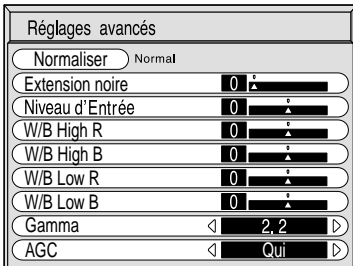 Réglages avancés
Normaliser Normal
Extension noire 0
Niveau d'Entrée 0
W/B High R 0
W/B High B 0
W/B Low R 0
W/B Low B 0
Gamma 2, 2
AGC Qui